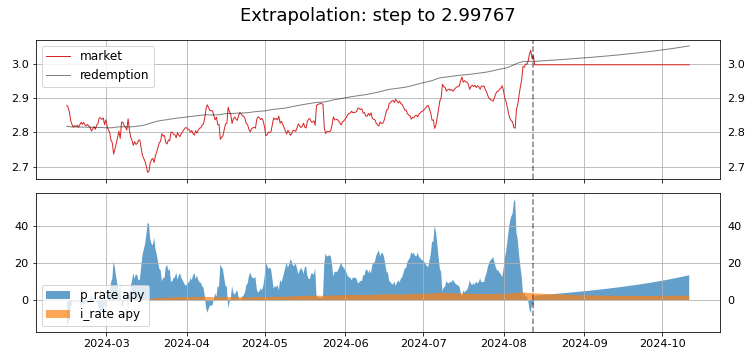 Extrapolation: step to 2.99767
market
redemption
3.0 3.0
2.9 2.9
2.8 2.8
2.7 2.7
40 40
20 20
0 0
p_rate apy
i_rate apy
2024-03 2024-04 2024-05 2024-06 2024-07 2024-08 2024-09 2024-10